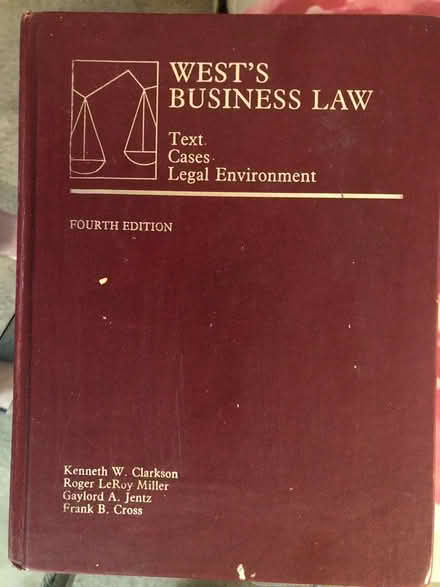 WEST'S
BUSINESS LAW
Text
Cases
Legal Environment
FOURTH EDITION
Kenneth W. Clarkson
Roger LeRoy Miller
Gaylord A. Jentz
Frank B. Cross